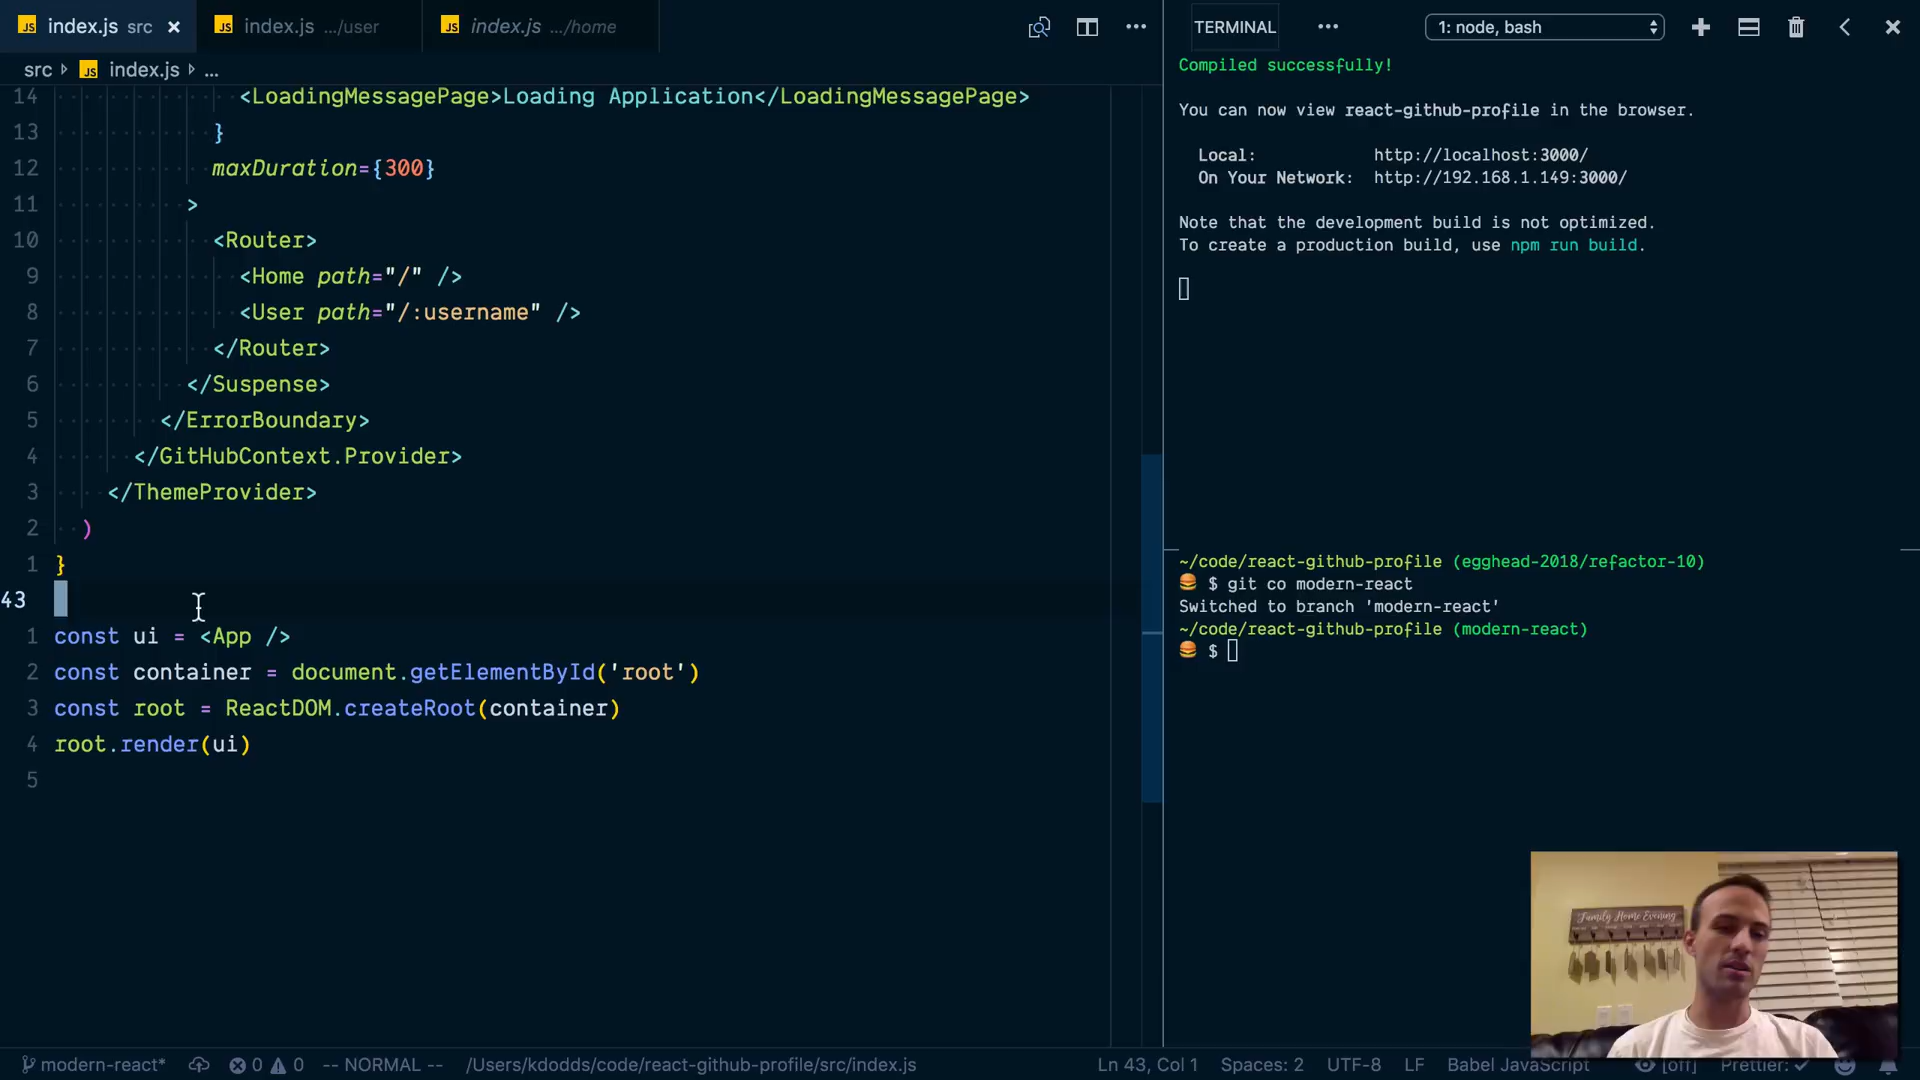 index.js src
index.js .../user
index.js .../home
src index.js ...
14 <LoadingMessagePage>Loading Application</LoadingMessagePage>
13 }
12 maxDuration={300}
11 >
10 <Router>
9 <Home path="/" />
8 <User path="/:username" />
7 </Router>
6 </Suspense>
5 </ErrorBoundary>
4 </GitHubContext.Provider>
3 </ThemeProvider>
2 )
1 }
43
1 const ui = <App />
2 const container = document.getElementById('root')
3 const root = ReactDOM.createRoot(container)
4 root.render(ui)
5
TERMINAL ... 1: node, bash
Compiled successfully!
You can now view react-github-profile in the browser.
Local: http://localhost:3000/
On Your Network: http://192.168.1.149:3000/
Note that the development build is not optimized.
To create a production build, use npm run build.
~/code/react-github-profile (egghead-2018/refactor-10)
$ git co modern-react
Switched to branch 'modern-react'
~/code/react-github-profile (modern-react)
$
Family Home Evening
modern-react* 0 0 -- NORMAL -- /Users/kdodds/code/react-github-profile/src/index.js Ln 43, Col 1 Spaces: 2 UTF-8 LF Babel JavaScript [off] Prettier: ✓